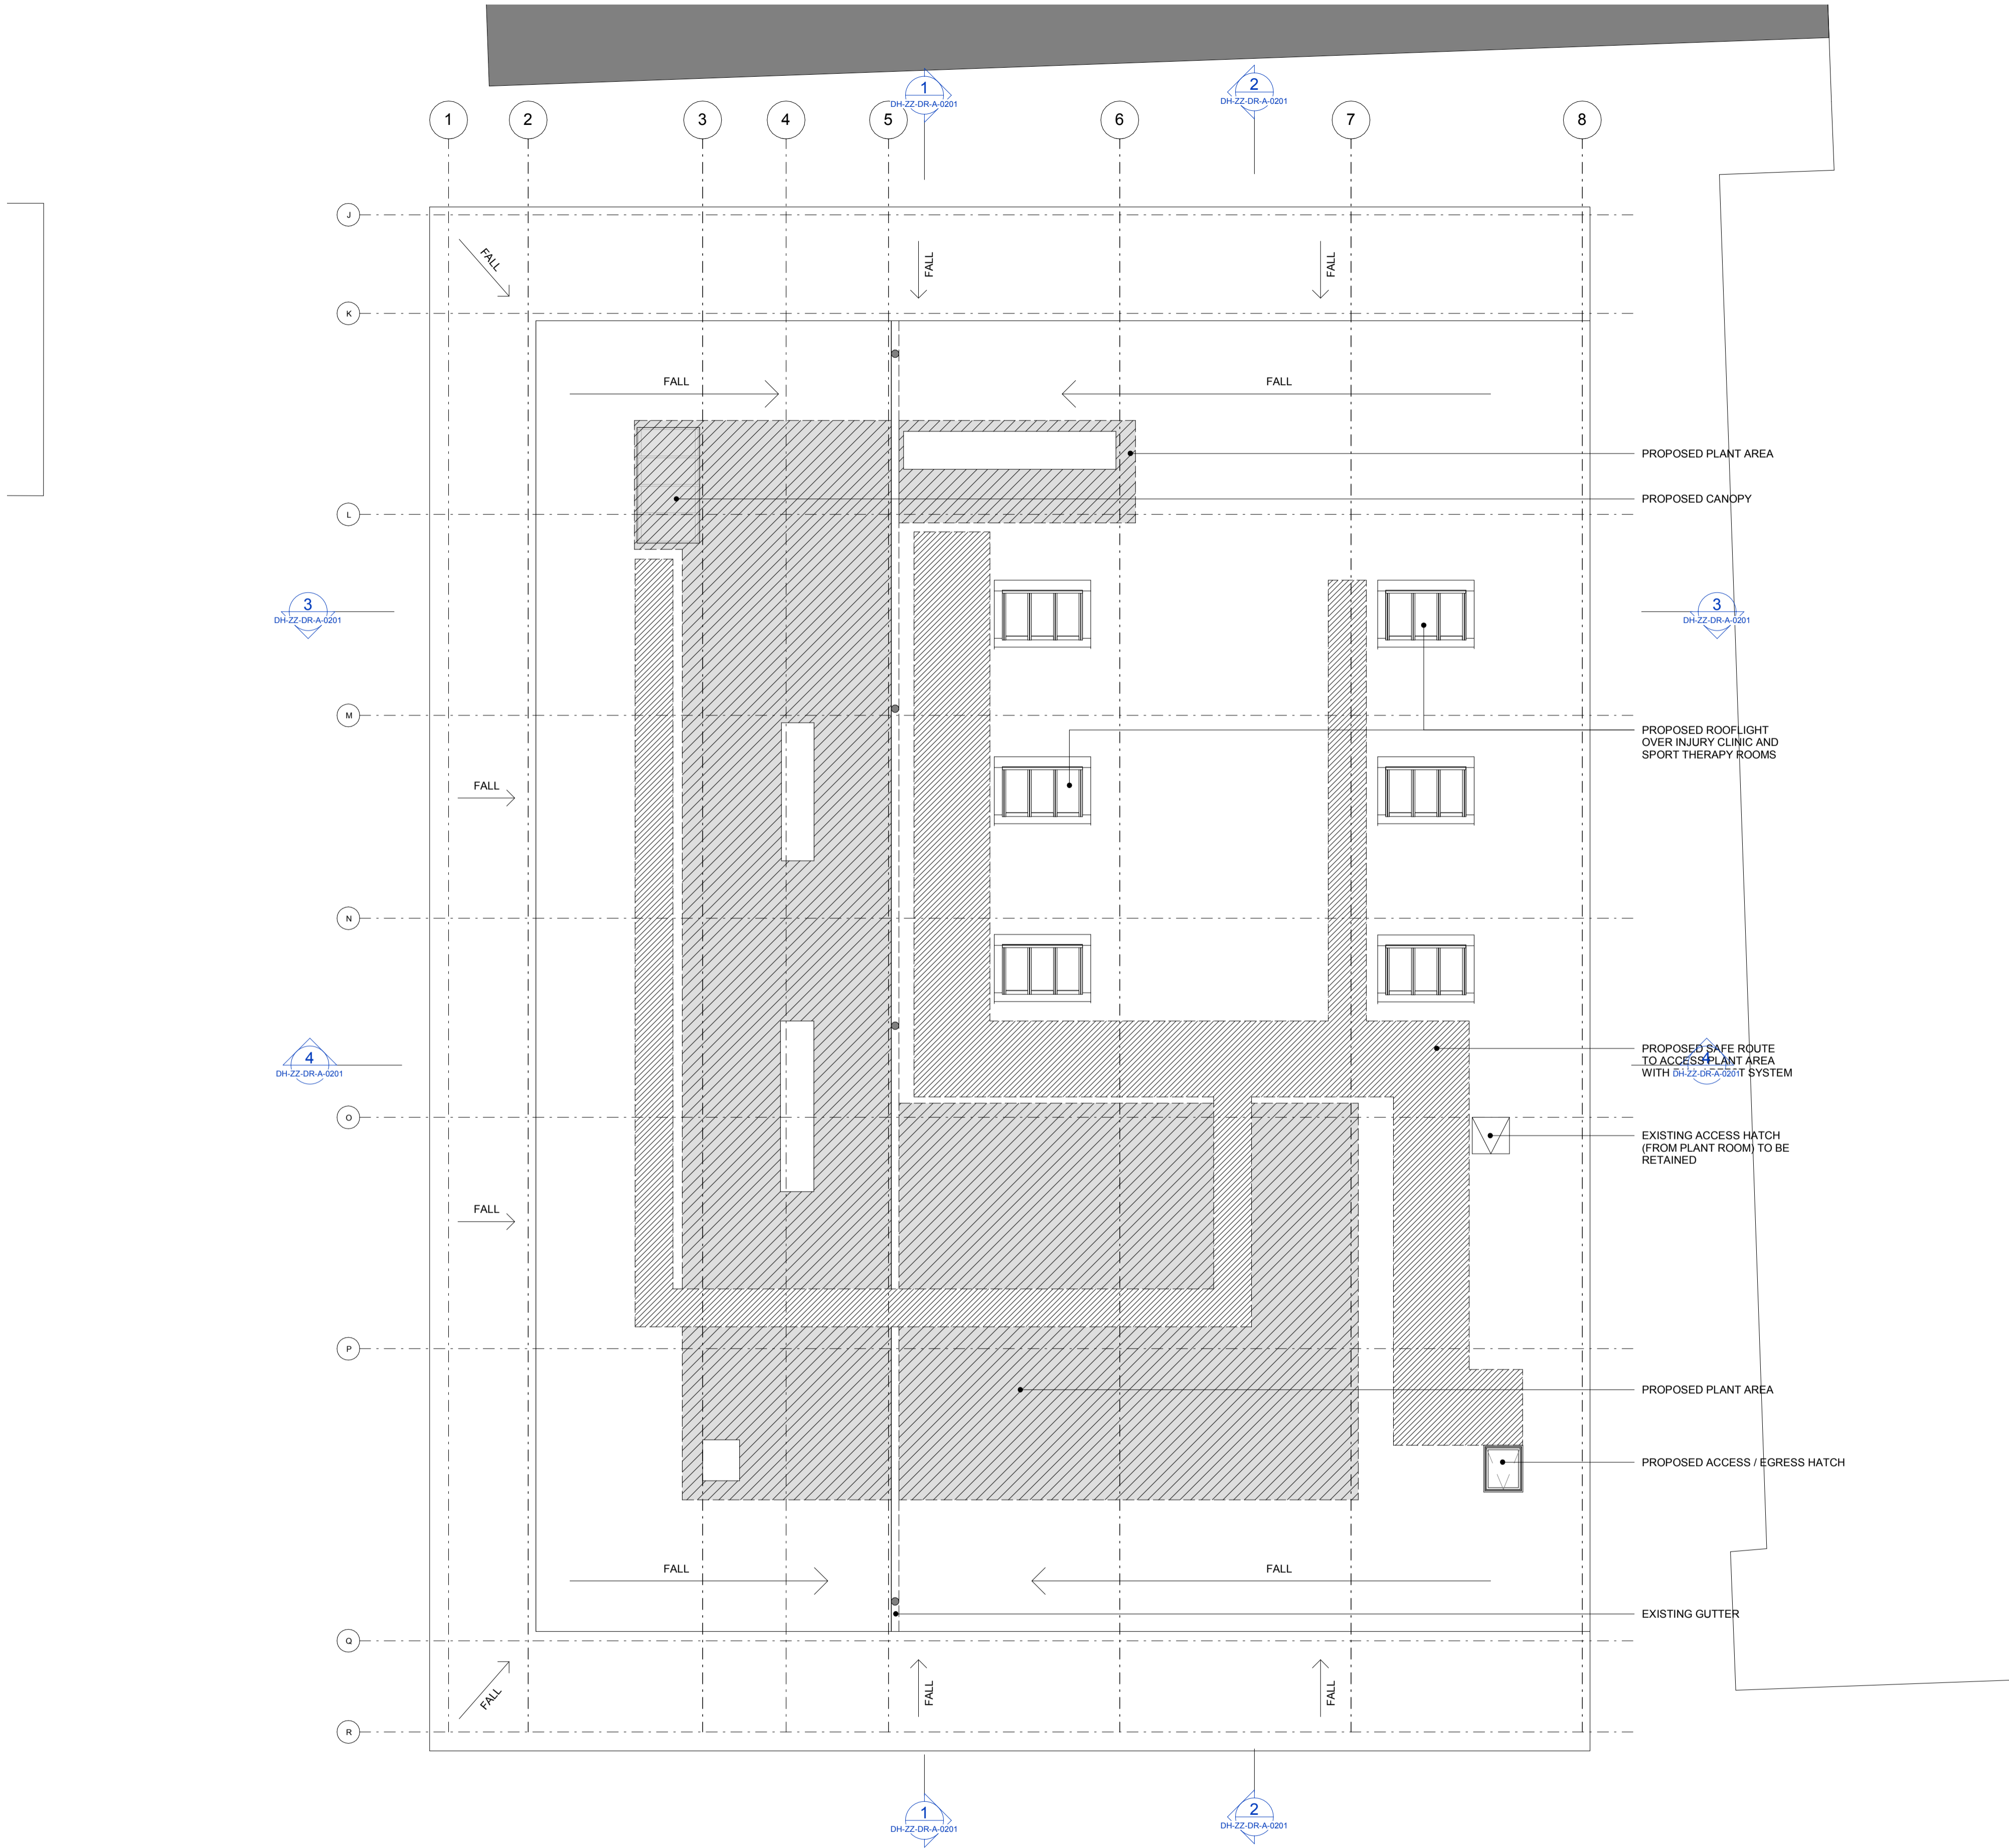 1
DH-ZZ-DR-A-0201
2
DH-ZZ-DR-A-0201
1
2
3
4
5
6
7
8
J
FALL
FALL
FALL
K
FALL
FALL
PROPOSED PLANT AREA
PROPOSED CANOPY
L
3
DH-ZZ-DR-A-0201
3
DH-ZZ-DR-A-0201
M
PROPOSED ROOFLIGHT
OVER INJURY CLINIC AND
SPORT THERAPY ROOMS
FALL
N
4
DH-ZZ-DR-A-0201
PROPOSED SAFE ROUTE
TO ACCESS PLANT AREA
WITH SYSTEM
4
DH-ZZ-DR-A-0201
O
EXISTING ACCESS HATCH
(FROM PLANT ROOM) TO BE
RETAINED
FALL
P
PROPOSED PLANT AREA
PROPOSED ACCESS / EGRESS HATCH
FALL
FALL
EXISTING GUTTER
Q
FALL
FALL
FALL
R
1
DH-ZZ-DR-A-0201
2
DH-ZZ-DR-A-0201